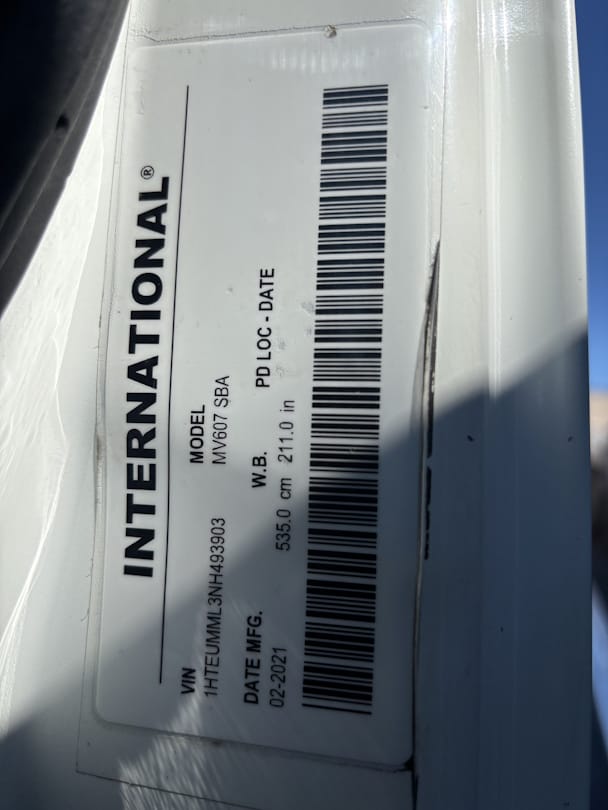 INTERNATIONAL®
VIN MODEL
1HTEUMML3NH493903 MV607 SBA
DATE MFG. W.B. PD LOC - DATE
02-2021 535.0 cm 211.0 in